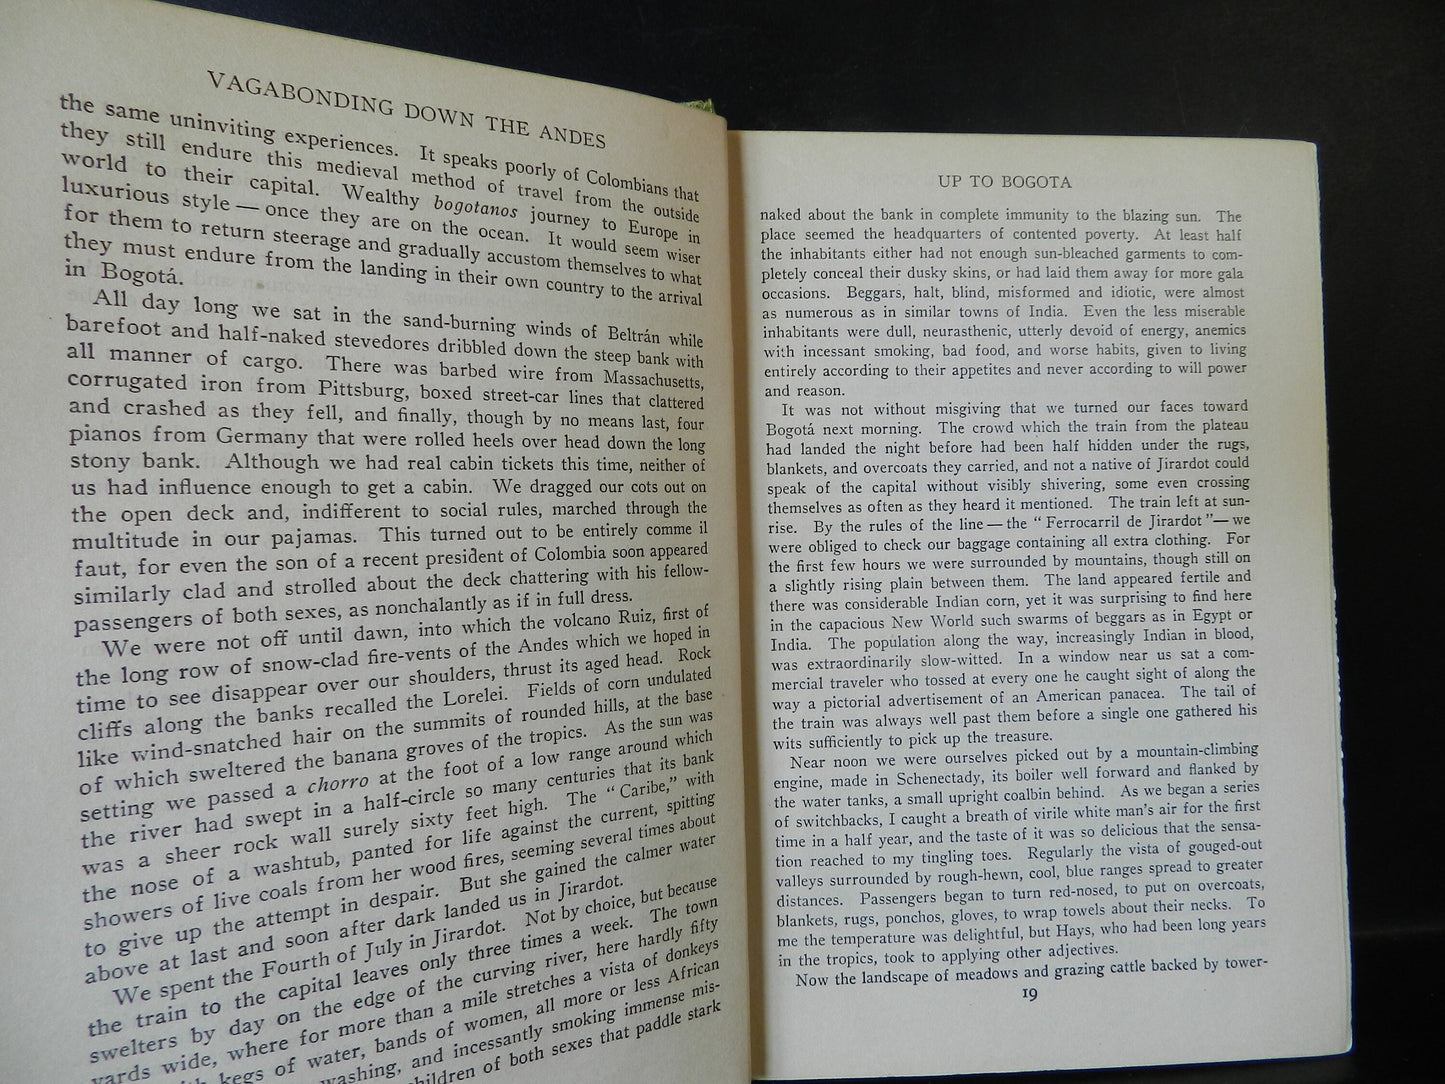 VAGABONDING DOWN THE ANDES
the same uninviting experiences. It speaks poorly of Colombians that
they still endure this medieval method of travel from the outside
world to their capital. Wealthy bogotanos journey to Europe in
luxurious style — once they are on the ocean. It would seem wiser
for them to return steerage and gradually accustom themselves to what
they must endure from the landing in their own country to the arrival
in Bogotá.
All day long we sat in the sand-burning winds of Beltrán while
barefoot and half-naked stevedores dribbled down the steep bank with
all manner of cargo. There was barbed wire from Massachusetts,
corrugated iron from Pittsburg, boxed street-car lines that clattered
and crashed as they fell, and finally, though by no means last, four
pianos from Germany that were rolled heels over head down the long
stony bank. Although we had real cabin tickets this time, neither of
us had influence enough to get a cabin. We dragged our cots out on
the open deck and, indifferent to social rules, marched through the
multitude in our pajamas. This turned out to be entirely comme il
faut, for even the son of a recent president of Colombia soon appeared
similarly clad and strolled about the deck chattering with his fellow-
passengers of both sexes, as nonchalantly as if in full dress.
We were not off until dawn, into which the volcano Ruiz, first of
the long row of snow-clad fire-vents of the Andes which we hoped in
time to see disappear over our shoulders, thrust its aged head. Rock
cliffs along the banks recalled the Lorelei. Fields of corn undulated
like wind-snatched hair on the summits of rounded hills, at the base
of which sweltered the banana groves of the tropics. As the sun was
setting we passed a chorro at the foot of a low range around which
the river had swept in a half-circle so many centuries that its bank
was a sheer rock wall surely sixty feet high. The "Caribe," with
the nose of a washtub, panted for life against the current, spitting
showers of live coals from her wood fires, seeming several times about
to give up the attempt in despair. But she gained the calmer water
above at last and soon after dark landed us in Jirardot.
We spent the Fourth of July in Jirardot. Not by choice, but because
the train to the capital leaves only three times a week. The town
swelters by day on the edge of the curving river, here hardly fifty
yards wide, where for more than a mile stretches a vista of donkeys
kegs of water, bands of women, all more or less African
washing, and incessantly smoking immense mis-
children of both sexes that paddle stark
UP TO BOGOTA
naked about the bank in complete immunity to the blazing sun. The
place seemed the headquarters of contented poverty. At least half
the inhabitants either had not enough sun-bleached garments to com-
pletely conceal their dusky skins, or had laid them away for more gala
occasions. Beggars, halt, blind, misformed and idiotic, were almost
as numerous as in similar towns of India. Even the less miserable
inhabitants were dull, neurasthenic, utterly devoid of energy, anemics
with incessant smoking, bad food, and worse habits, given to living
entirely according to their appetites and never according to will power
and reason.
It was not without misgiving that we turned our faces toward
Bogotá next morning. The crowd which the train from the plateau
had landed the night before had been half hidden under the rugs,
blankets, and overcoats they carried, and not a native of Jirardot could
speak of the capital without visibly shivering, some even crossing
themselves as often as they heard it mentioned. The train left at sun-
rise. By the rules of the line — the "Ferrocarril de Jirardot" — we
were obliged to check our baggage containing all extra clothing. For
the first few hours we were surrounded by mountains, though still on
a slightly rising plain between them. The land appeared fertile and
there was considerable Indian corn, yet it was surprising to find here
in the capacious New World such swarms of beggars as in Egypt or
India. The population along the way, increasingly Indian in blood,
was extraordinarily slow-witted. In a window near us sat a com-
mercial traveler who tossed at every one he caught sight of along the
way a pictorial advertisement of an American panacea. The tail of
the train was always well past them before a single one gathered his
wits sufficiently to pick up the treasure.
Near noon we were ourselves picked out by a mountain-climbing
engine, made in Schenectady, its boiler well forward and flanked by
the water tanks, a small upright coalbin behind. As we began a series
of switchbacks, I caught a breath of virile white man's air for the first
time in a half year, and the taste of it was so delicious that the sensa-
tion reached to my tingling toes. Regularly the vista of gouged-out
valleys surrounded by rough-hewn, cool, blue ranges spread to greater
distances. Passengers began to turn red-nosed, to put on overcoats,
blankets, rugs, ponchos, gloves, to wrap towels about their necks. To
me the temperature was delightful, but Hays, who had been long years
in the tropics, took to applying other adjectives.
Now the landscape of meadows and grazing cattle backed by tower-
19